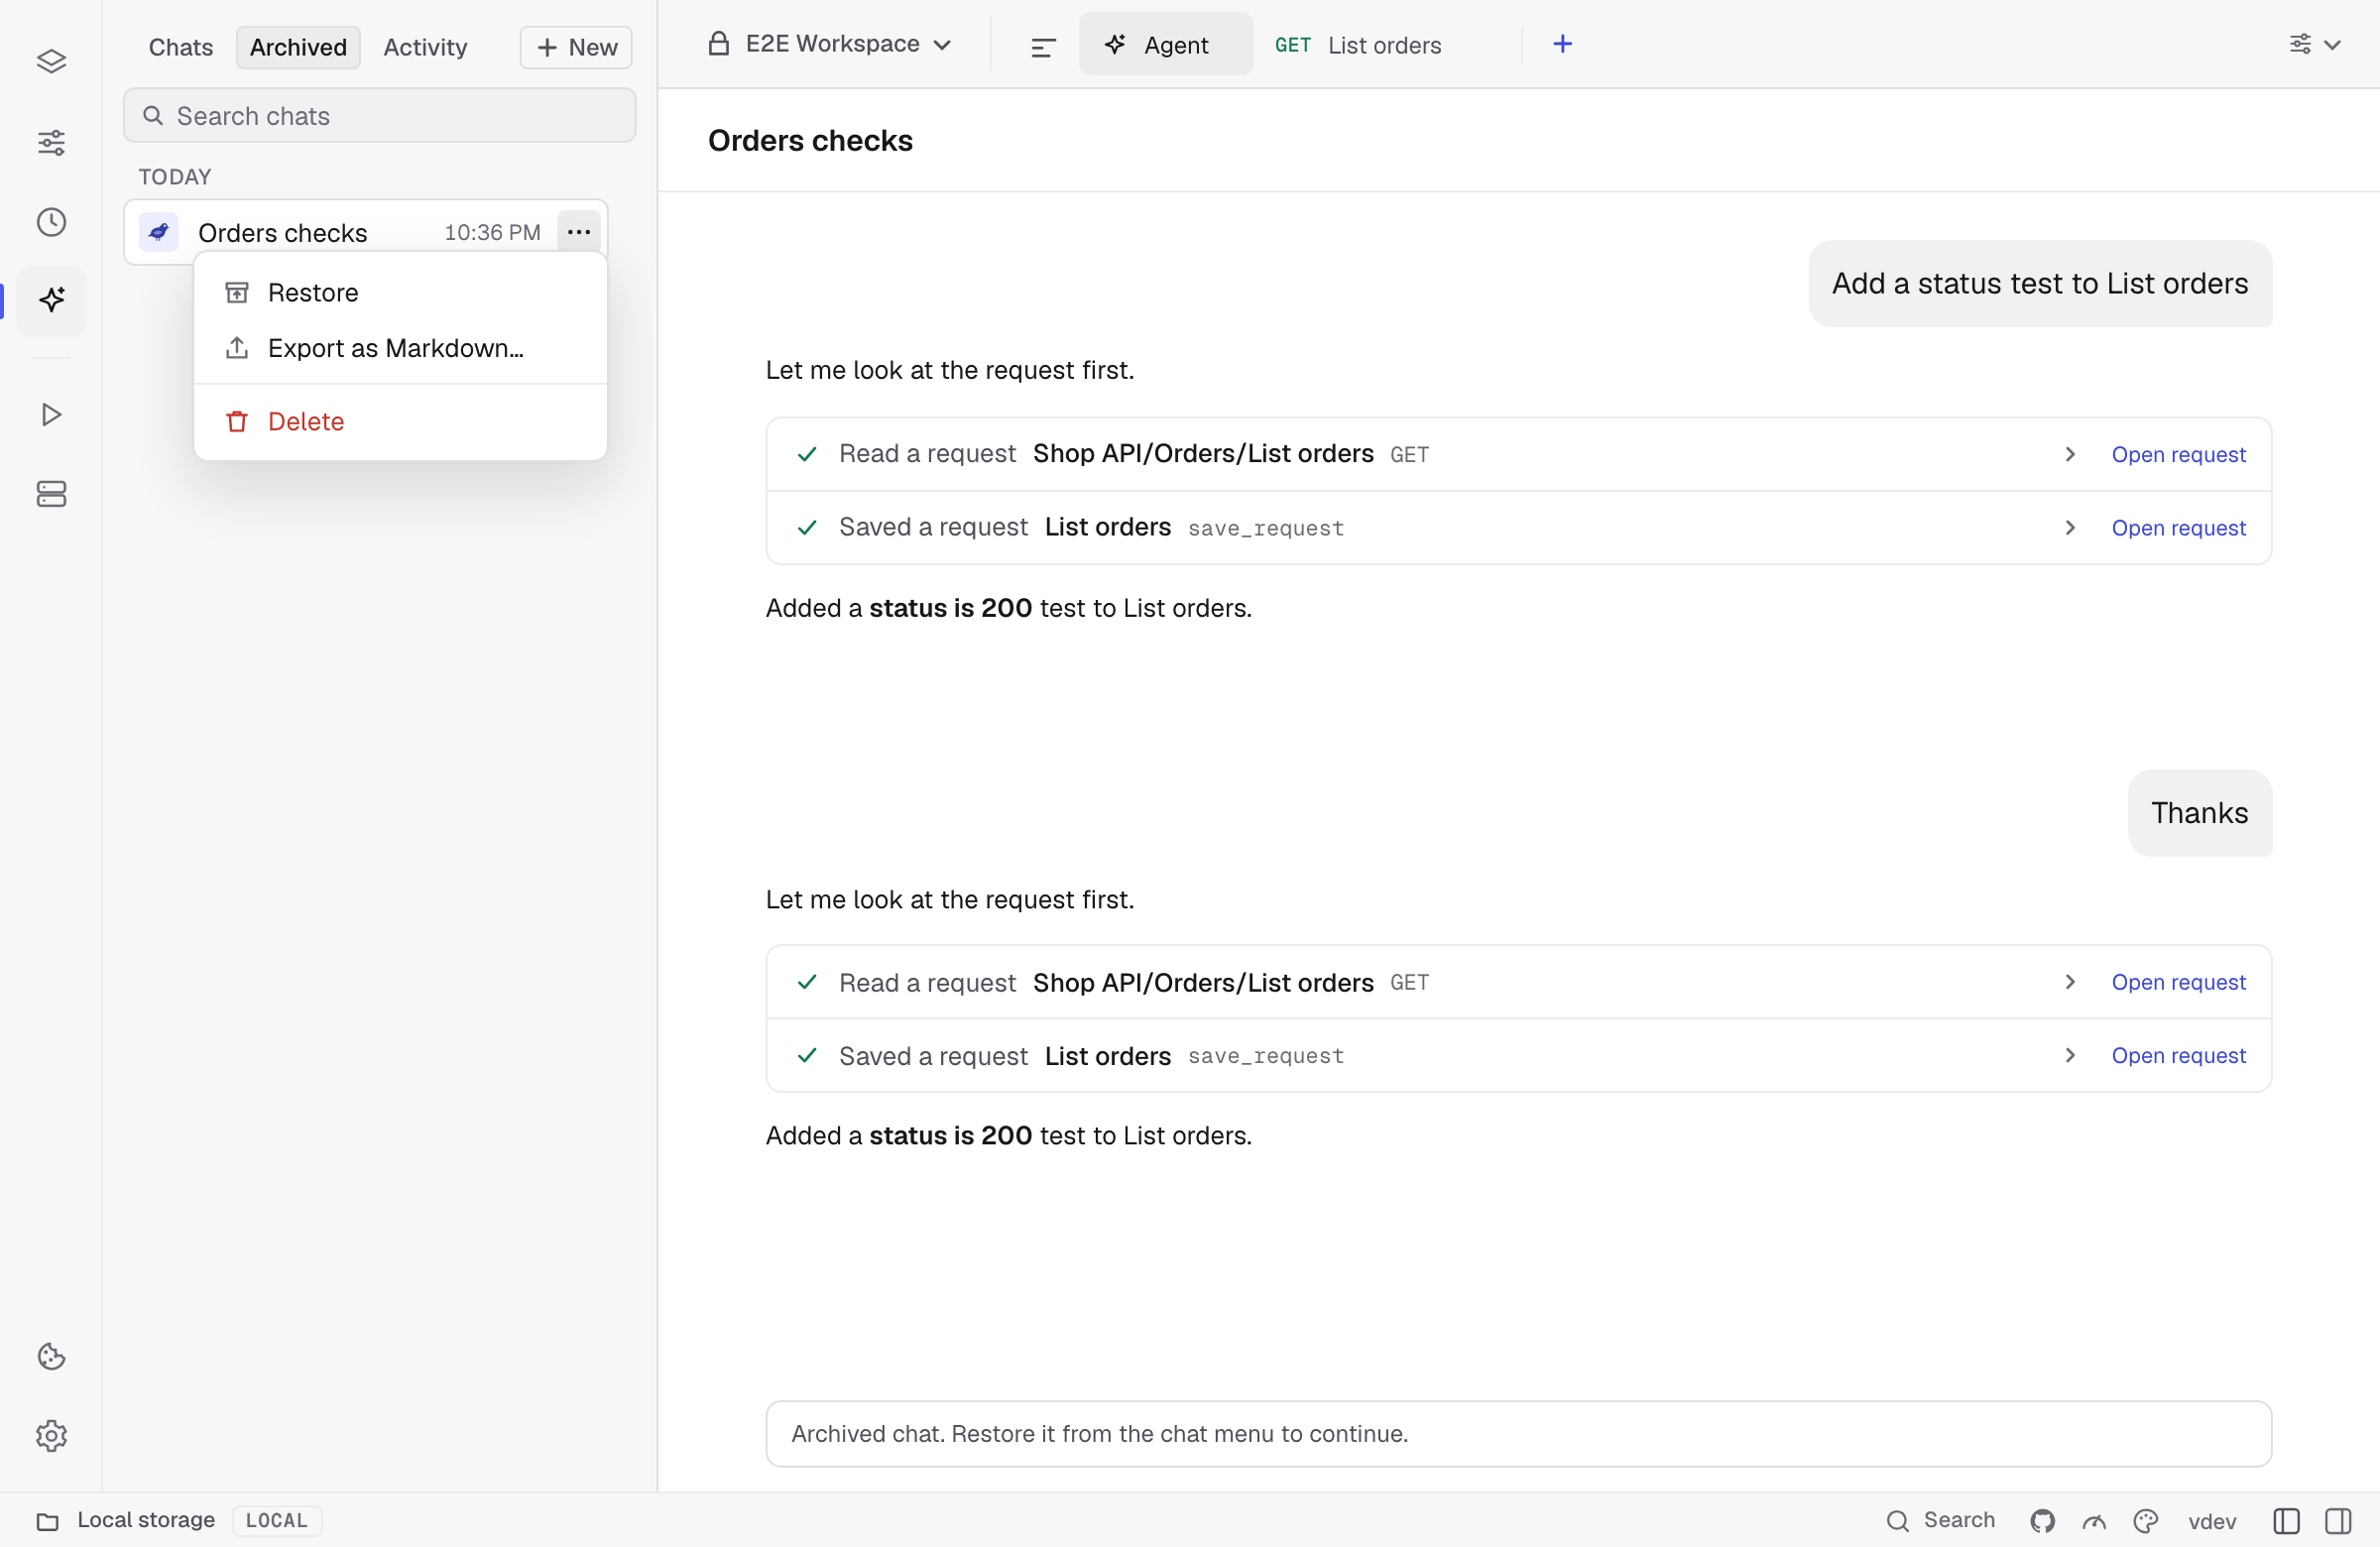 Chats
Archived
Activity
New
Search chats
TODAY
Orders checks
10:36 PM
Restore
Export as Markdown...
Delete
E2E Workspace
Agent
GET List orders
Orders checks
Add a status test to List orders
Let me look at the request first.
Read a request Shop API/Orders/List orders GET
Open request
Saved a request List orders save_request
Open request
Added a status is 200 test to List orders.
Thanks
Let me look at the request first.
Read a request Shop API/Orders/List orders GET
Open request
Saved a request List orders save_request
Open request
Added a status is 200 test to List orders.
Archived chat. Restore it from the chat menu to continue.
Local storage
LOCAL
Search
vdev